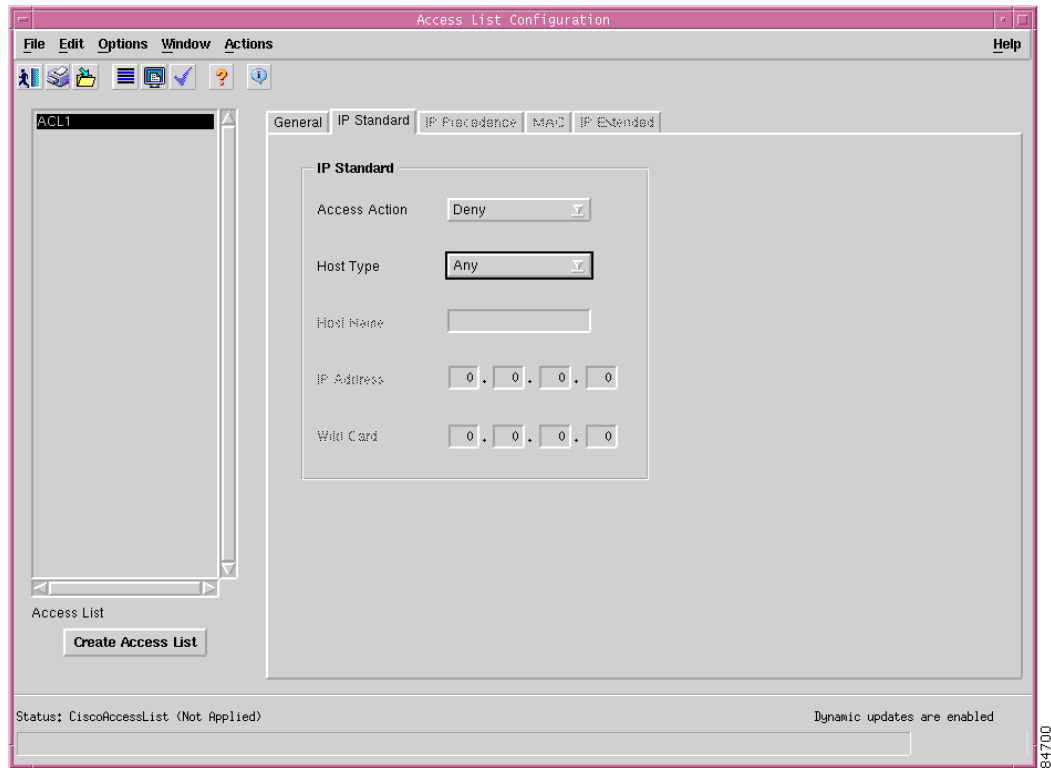 Access List Configuration
File Edit Options Window Actions Help
ACL1
General IP Standard IP Precedence MAC IP Extended
IP Standard
Access Action Deny
Host Type Any
Host Name
IP Address 0 . 0 . 0 . 0
Wild Card 0 . 0 . 0 . 0
Access List
Create Access List
Status: CiscoAccessList (Not Applied) Dynamic updates are enabled
84700